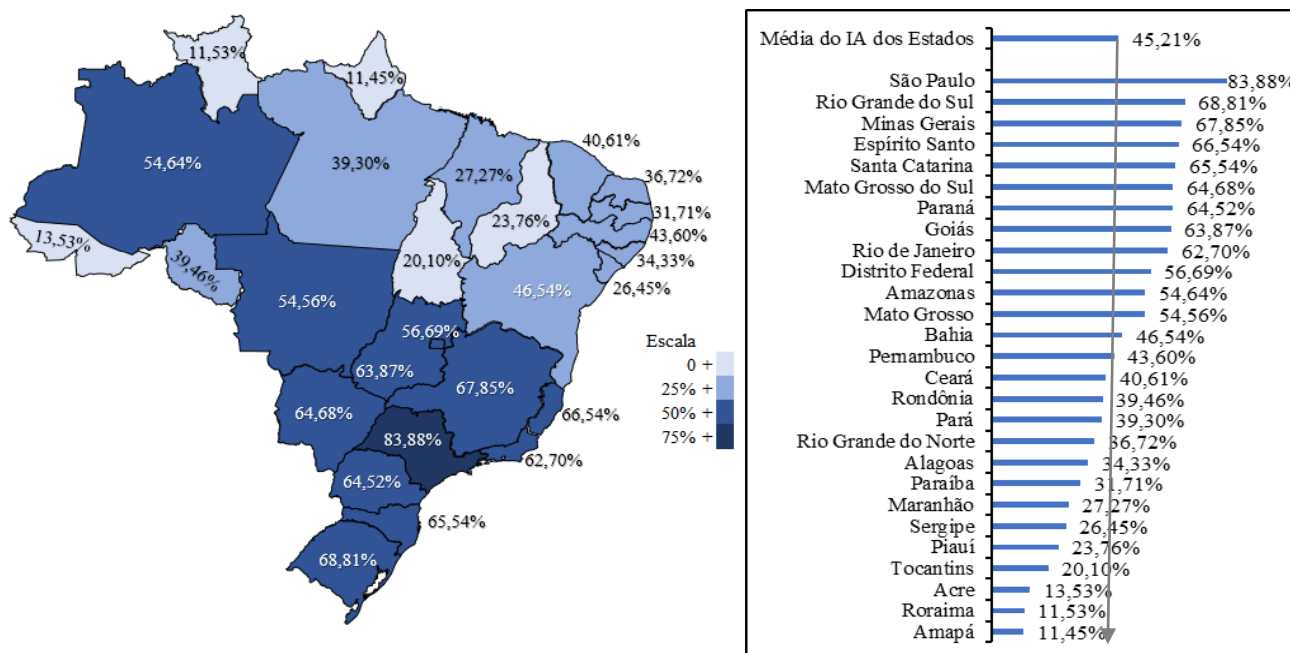 11,53%
11,45%
40,61%
54,64%
39,30%
27,27%
36,72%
23,76%
31,71%
13,53%
43,60%
39,46%
20,10%
34,33%
46,54%
26,45%
54,56%
56,69%
63,87%
67,85%
64,68%
66,54%
83,88%
62,70%
64,52%
65,54%
68,81%
Escala
0 +
25% +
50% +
75% +
Média do IA dos Estados 45,21%
São Paulo 83,88%
Rio Grande do Sul 68,81%
Minas Gerais 67,85%
Espírito Santo 66,54%
Santa Catarina 65,54%
Mato Grosso do Sul 64,68%
Paraná 64,52%
Goiás 63,87%
Rio de Janeiro 62,70%
Distrito Federal 56,69%
Amazonas 54,64%
Mato Grosso 54,56%
Bahia 46,54%
Pernambuco 43,60%
Ceará 40,61%
Rondônia 39,46%
Pará 39,30%
Rio Grande do Norte 36,72%
Alagoas 34,33%
Paraíba 31,71%
Maranhão 27,27%
Sergipe 26,45%
Piauí 23,76%
Tocantins 20,10%
Acre 13,53%
Roraima 11,53%
Amapá 11,45%